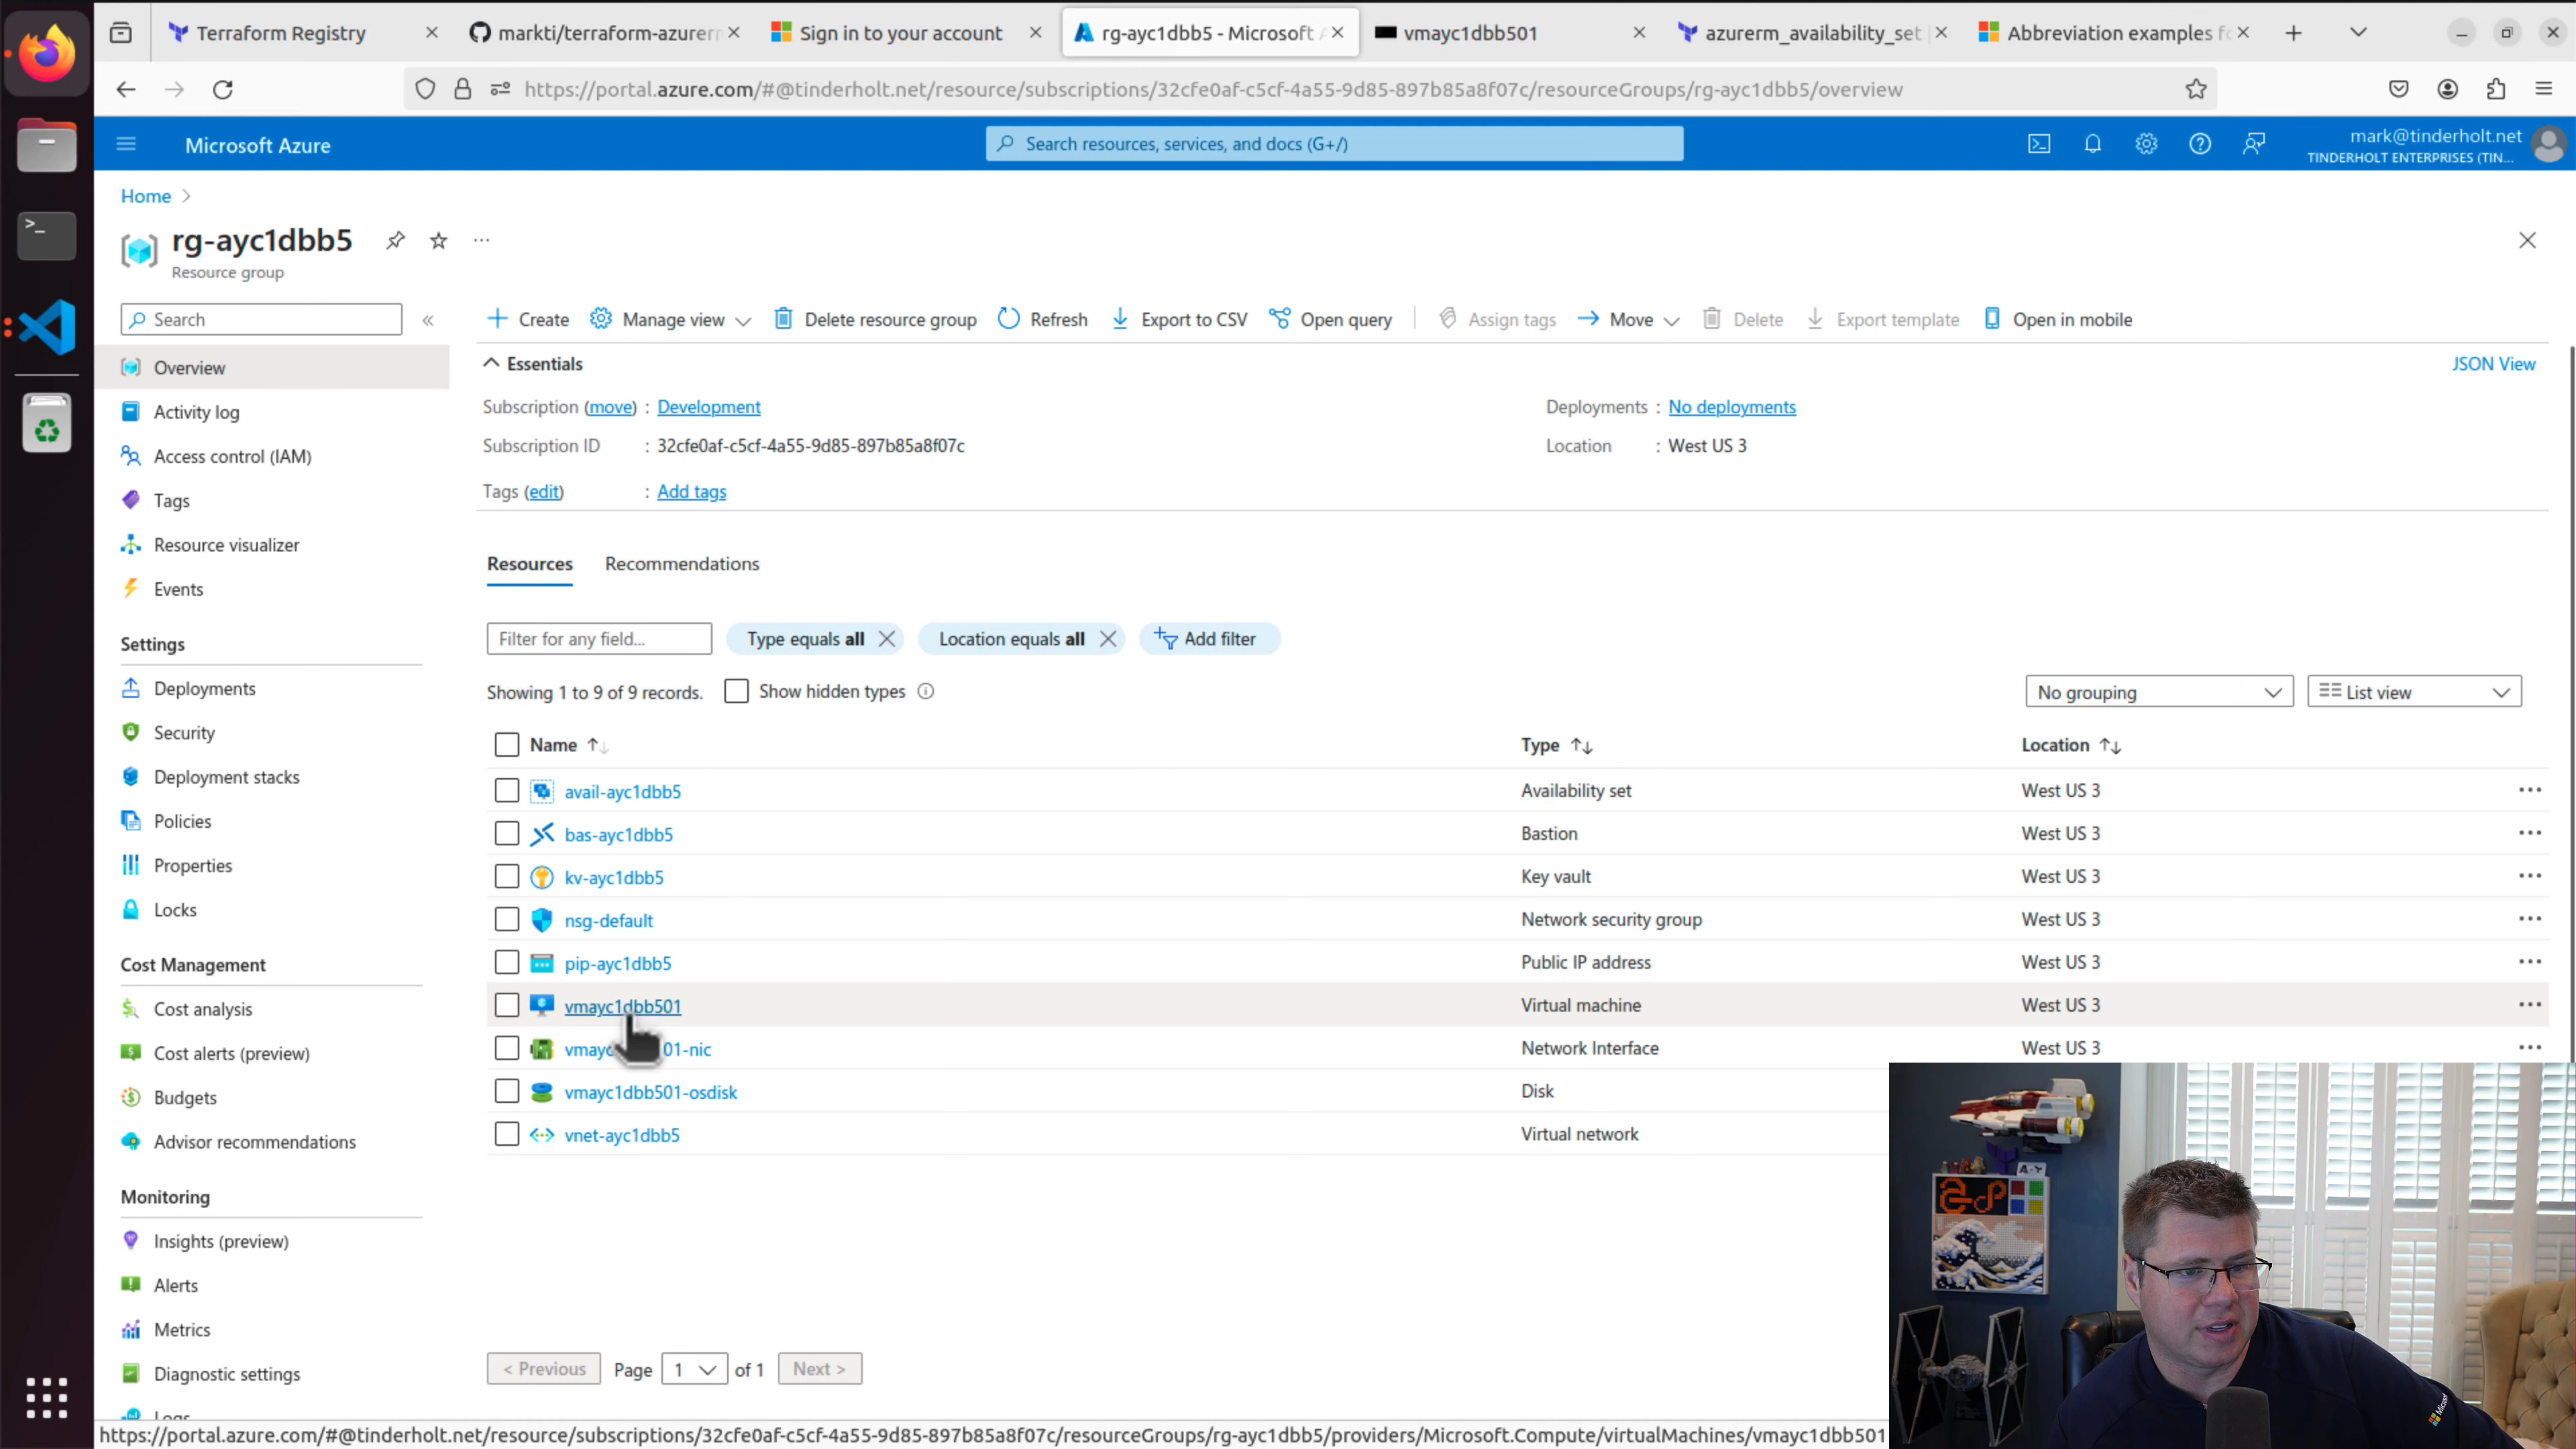 Terraform Registry
markti/terraform-azurerm
Sign in to your account
rg-ayc1dbb5 - Microsoft A
vmayc1dbb501
azurerm_availability_set
Abbreviation examples fo
https://portal.azure.com/#@tinderholt.net/resource/subscriptions/32cfe0af-c5cf-4a55-9d85-897b85a8f07c/resourceGroups/rg-ayc1dbb5/overview
Microsoft Azure
Search resources, services, and docs (G+/)
mark@tinderholt.net
TINDERHOLT ENTERPRISES (TIN...
Home
rg-ayc1dbb5
Resource group
Search
Create
Manage view
Delete resource group
Refresh
Export to CSV
Open query
Assign tags
Move
Delete
Export template
Open in mobile
Overview
Activity log
Access control (IAM)
Tags
Resource visualizer
Events
Settings
Deployments
Security
Deployment stacks
Policies
Properties
Locks
Cost Management
Cost analysis
Cost alerts (preview)
Budgets
Advisor recommendations
Monitoring
Insights (preview)
Alerts
Metrics
Diagnostic settings
Logs
Essentials
JSON View
Subscription (move) : Development
Deployments : No deployments
Subscription ID : 32cfe0af-c5cf-4a55-9d85-897b85a8f07c
Location : West US 3
Tags (edit) : Add tags
Resources Recommendations
Filter for any field...
Type equals all
Location equals all
Add filter
Showing 1 to 9 of 9 records.
Show hidden types
No grouping
List view
Name Type Location
avail-ayc1dbb5 Availability set West US 3
bas-ayc1dbb5 Bastion West US 3
kv-ayc1dbb5 Key vault West US 3
nsg-default Network security group West US 3
pip-ayc1dbb5 Public IP address West US 3
vmayc1dbb501 Virtual machine West US 3
vmayc 01-nic Network Interface West US 3
vmayc1dbb501-osdisk Disk
vnet-ayc1dbb5 Virtual network
< Previous Page 1 of 1 Next >
https://portal.azure.com/#@tinderholt.net/resource/subscriptions/32cfe0af-c5cf-4a55-9d85-897b85a8f07c/resourceGroups/rg-ayc1dbb5/providers/Microsoft.Compute/virtualMachines/vmayc1dbb501